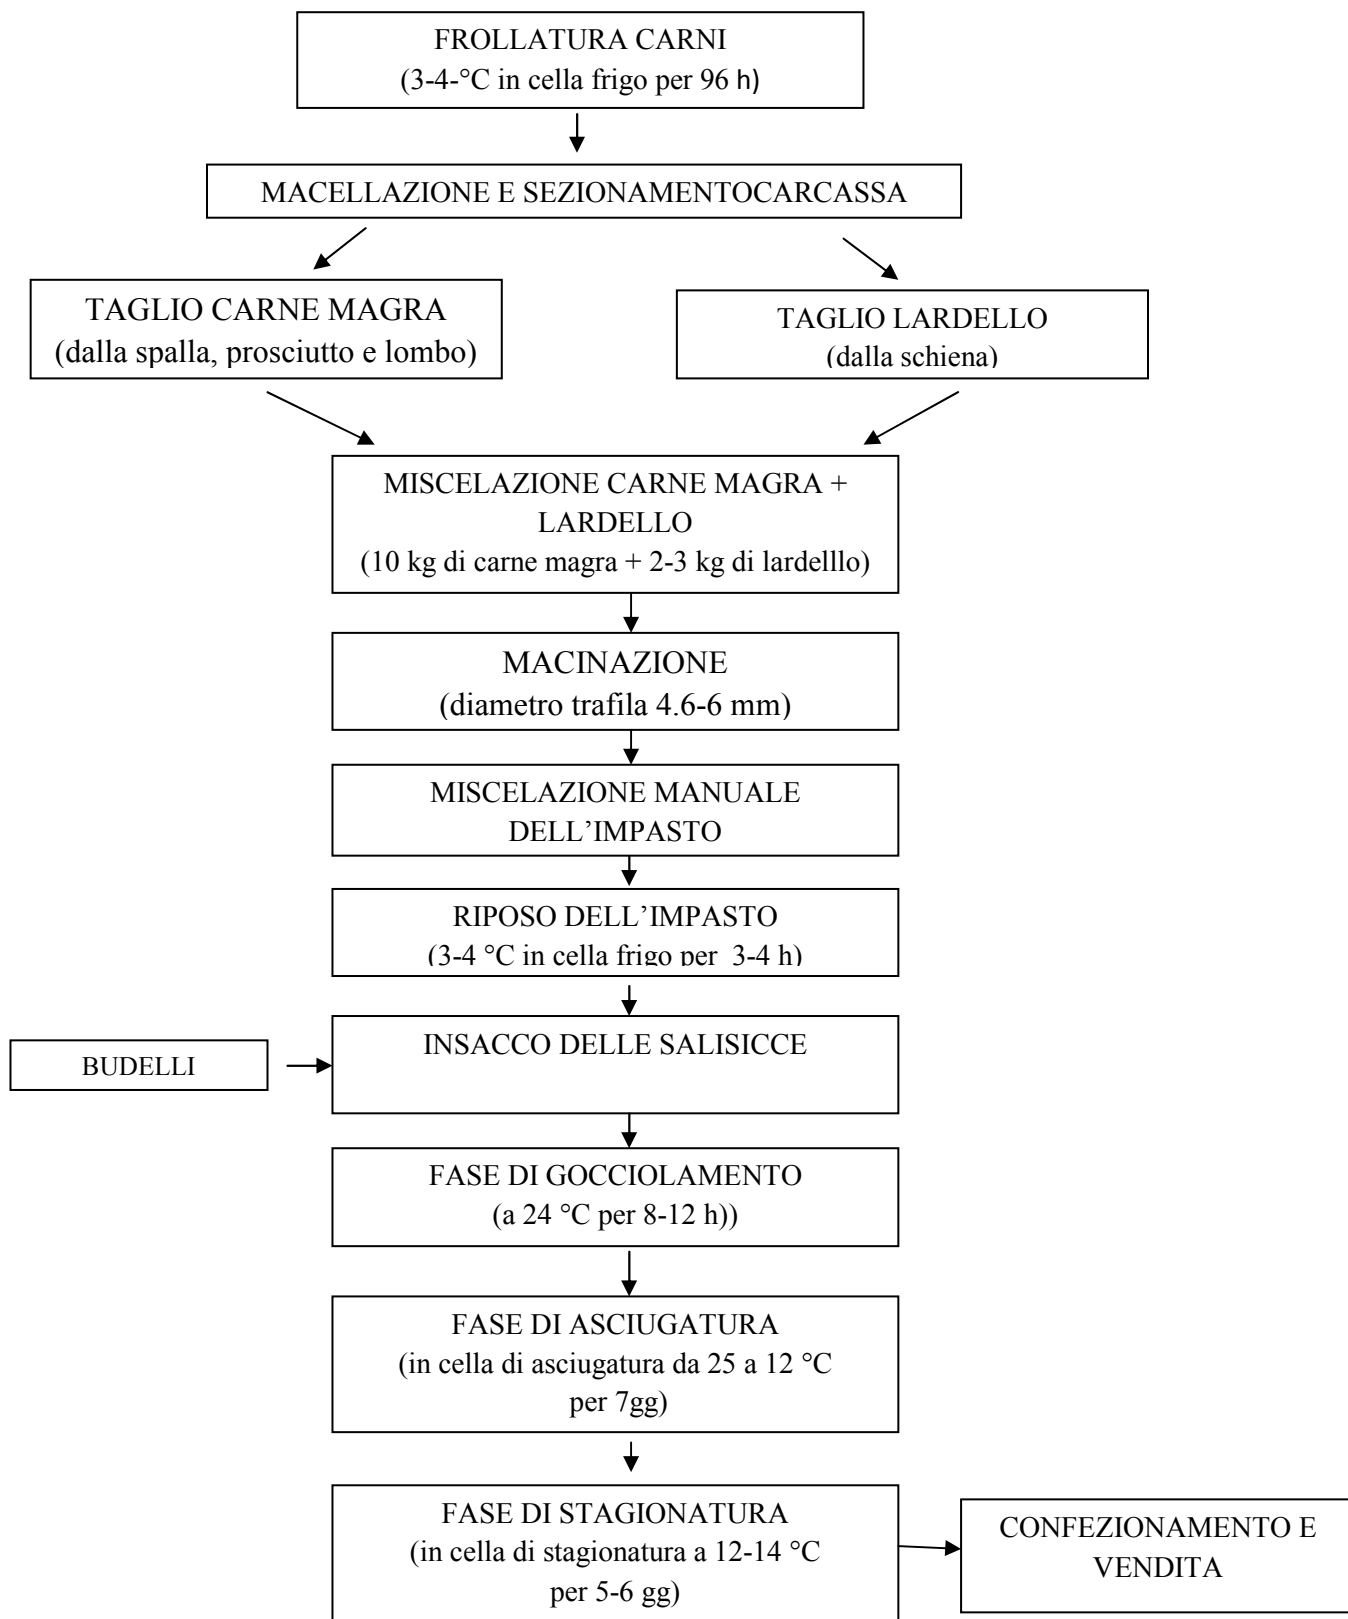 FROLLATURA CARNI
(3-4-°C in cella frigo per 96 h)
MACELLAZIONE E SEZIONAMENTOCARCASSA
TAGLIO CARNE MAGRA
(dalla spalla, prosciutto e lombo)
TAGLIO LARDELLO
(dalla schiena)
MISCELAZIONE CARNE MAGRA +
LARDELLO
(10 kg di carne magra + 2-3 kg di lardelllo)
MACINAZIONE
(diametro trafila 4.6-6 mm)
MISCELAZIONE MANUALE
DELL’IMPASTO
RIPOSO DELL’IMPASTO
(3-4 °C in cella frigo per 3-4 h)
BUDELLI
INSACCO DELLE SALISICCE
FASE DI GOCCIOLAMENTO
(a 24 °C per 8-12 h))
FASE DI ASCIUGATURA
(in cella di asciugatura da 25 a 12 °C
per 7gg)
FASE DI STAGIONATURA
(in cella di stagionatura a 12-14 °C
per 5-6 gg)
CONFEZIONAMENTO E
VENDITA